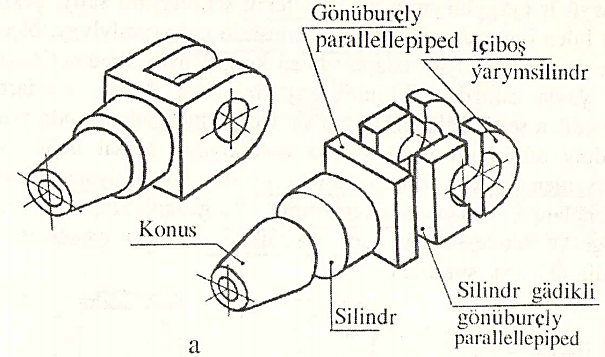 Gönüburçly
parallellepiped
Içiboş
ýarymsilindr
Konus
Silindr
Silindr gädikli
gönüburçly
parallellepiped
a